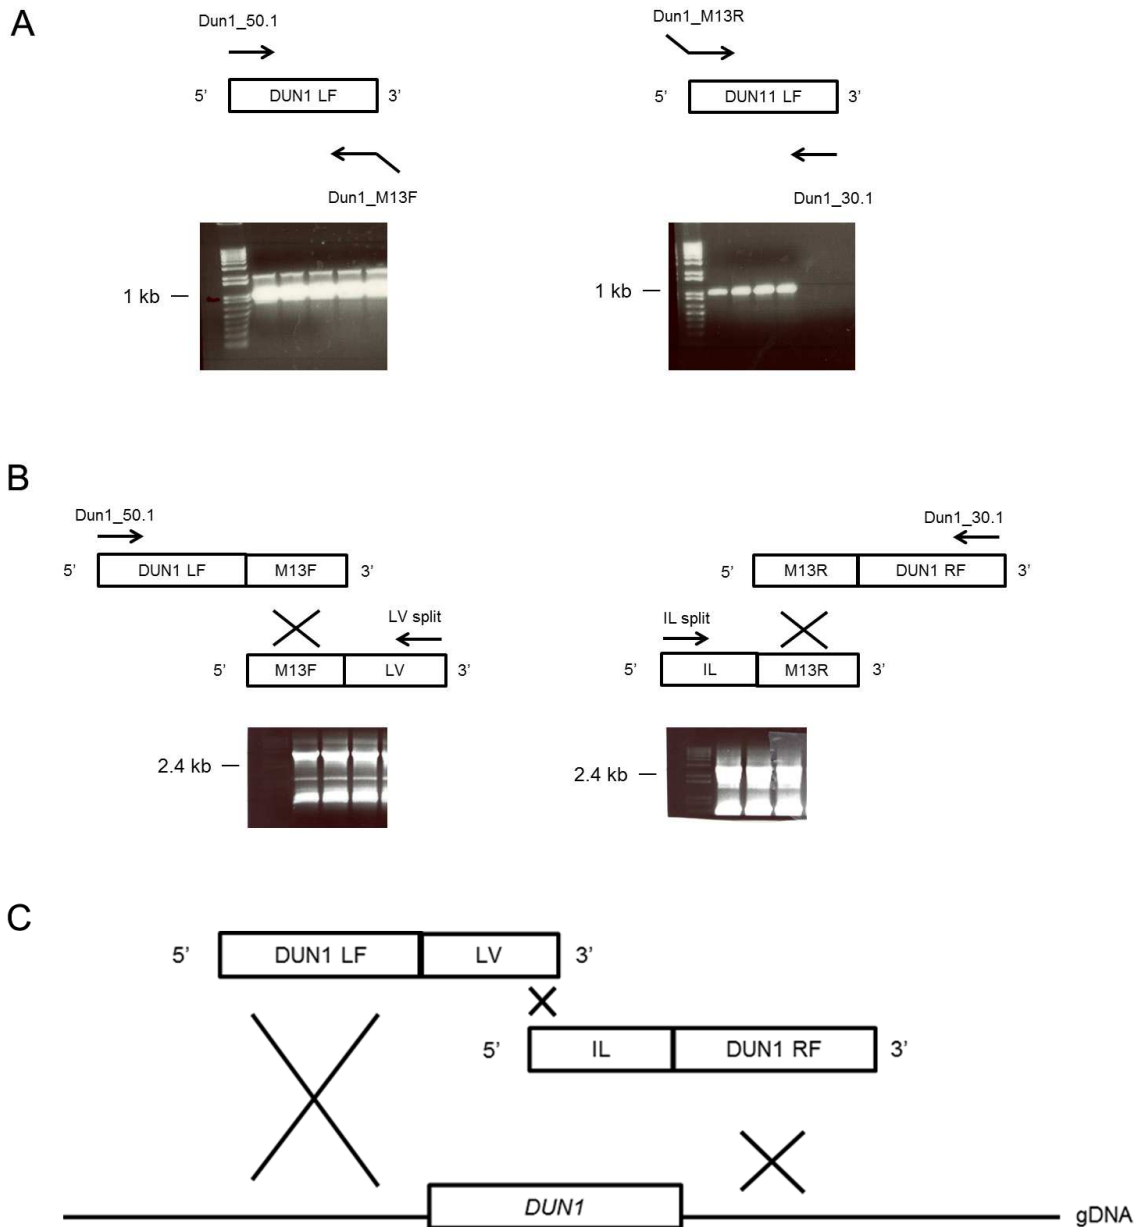 A
Dun1_50.1
5’ DUN1 LF 3’
Dun1_M13F
1 kb
Dun1_M13R
5’ DUN11 LF 3’
Dun1_30.1
1 kb
B
Dun1_50.1
5’ DUN1 LF M13F 3’
LV split
5’ M13F LV 3’
2.4 kb
Dun1_30.1
5’ M13R DUN1 RF 3’
IL split
5’ IL M13R 3’
2.4 kb
C
5’ DUN1 LF LV 3’
5’ IL DUN1 RF 3’
DUN1
gDNA